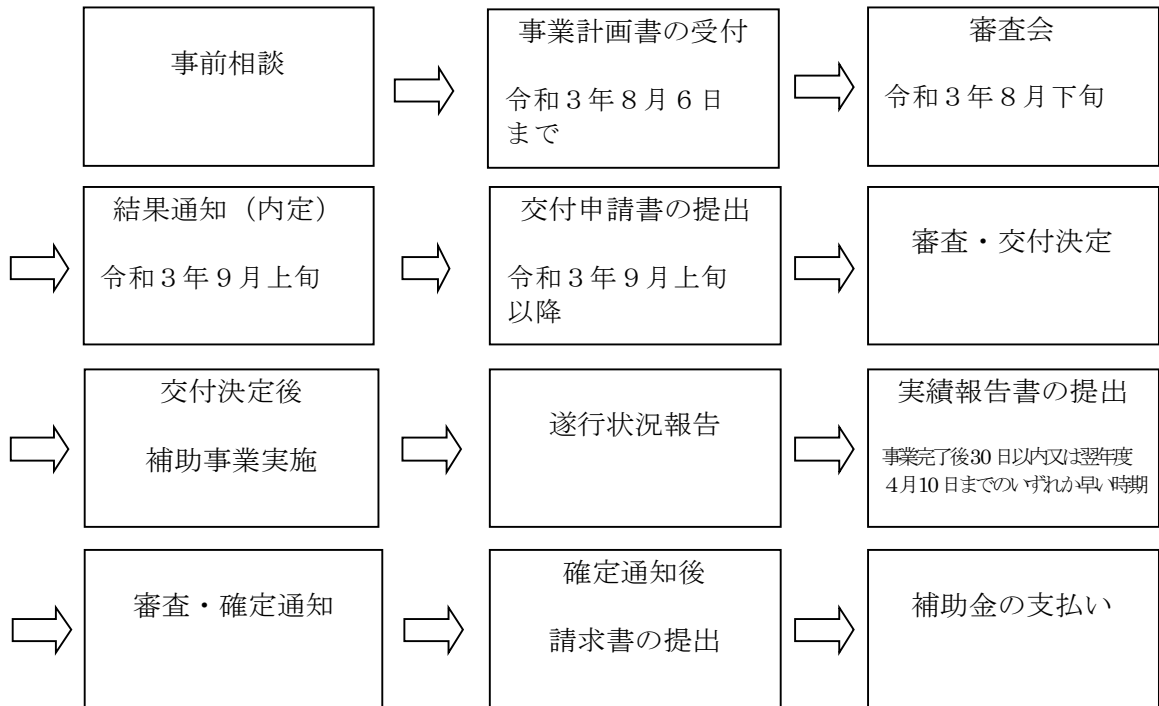 事前相談
事業計画書の受付
令和３年８月６日
まで
審査会
令和３年８月下旬
結果通知（内定）
令和３年９月上旬
交付申請書の提出
令和３年９月上旬
以降
審査・交付決定
交付決定後
補助事業実施
遂行状況報告
実績報告書の提出
事業完了後30日以内又は翌年度
４月10日までのいずれか早い時期
審査・確定通知
確定通知後
請求書の提出
補助金の支払い